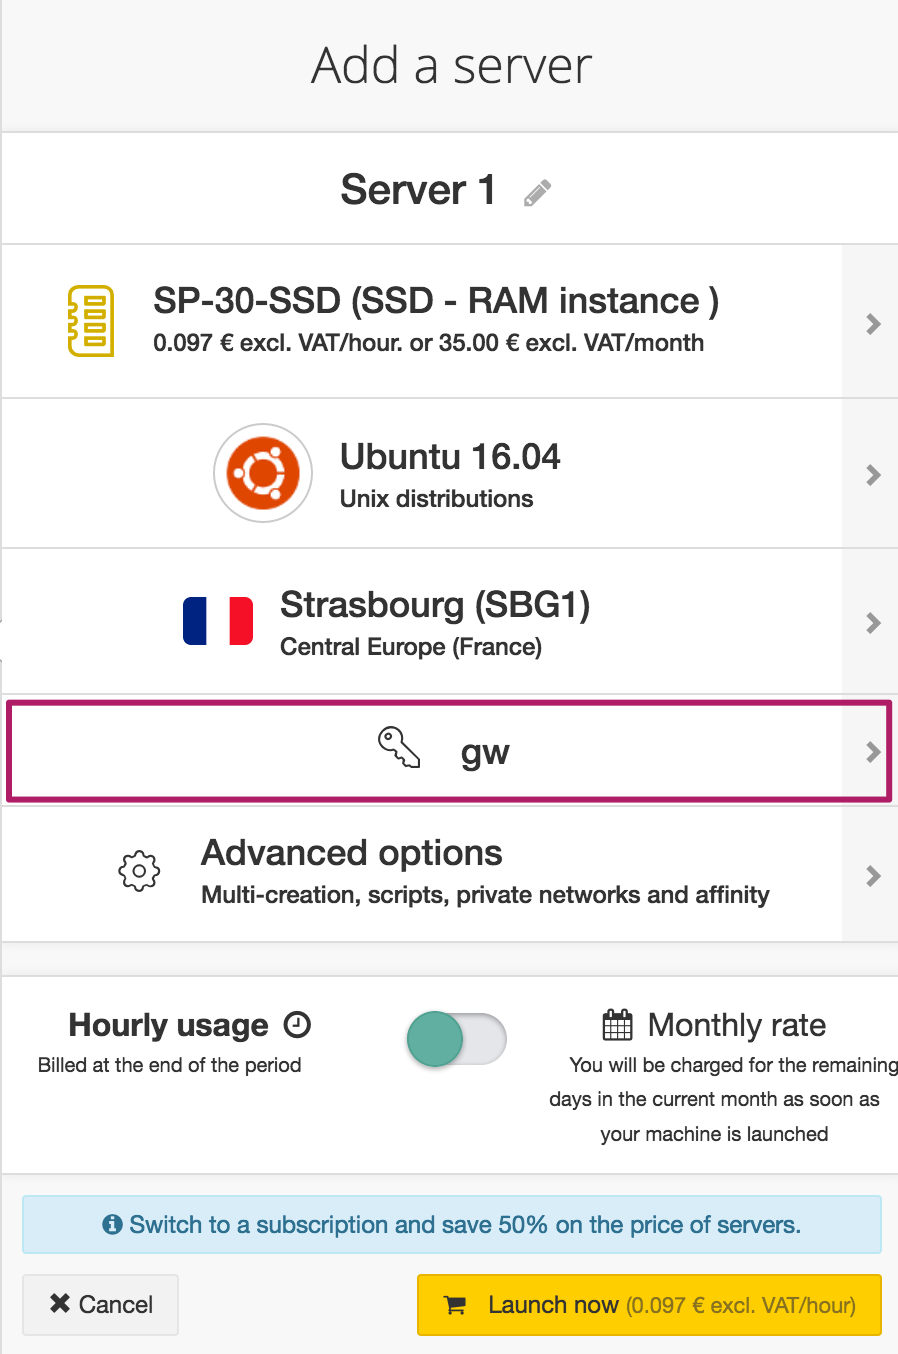 Add a server
Server 1
SP-30-SSD (SSD - RAM instance )
0.097 € excl. VAT/hour. or 35.00 € excl. VAT/month
Ubuntu 16.04
Unix distributions
Strasbourg (SBG1)
Central Europe (France)
gw
Advanced options
Multi-creation, scripts, private networks and affinity
Hourly usage
Billed at the end of the period
Monthly rate
You will be charged for the remaining
days in the current month as soon as
your machine is launched
Switch to a subscription and save 50% on the price of servers.
Cancel
Launch now (0.097 € excl. VAT/hour)